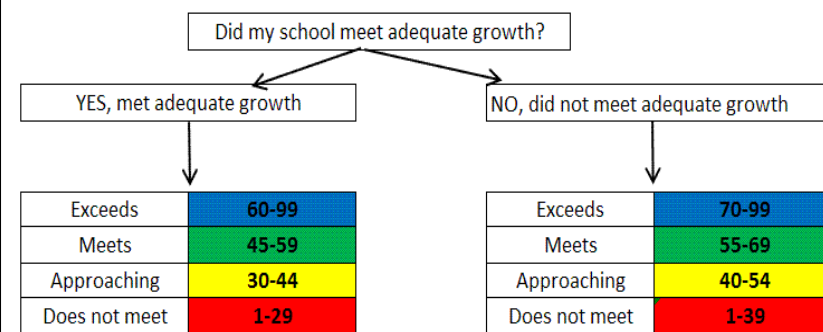 Did my school meet adequate growth?
YES, met adequate growth
NO, did not meet adequate growth
Exceeds 60-99
Meets 45-59
Approaching 30-44
Does not meet 1-29
Exceeds 70-99
Meets 55-69
Approaching 40-54
Does not meet 1-39